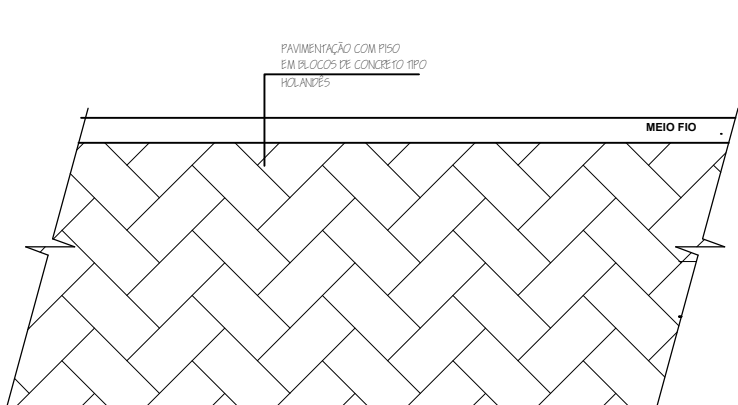 PAVIMENTAÇÃO COM PISO
EM BLOCOS DE CONCRETO TIPO
HOLANDÊS
MEIO FIO